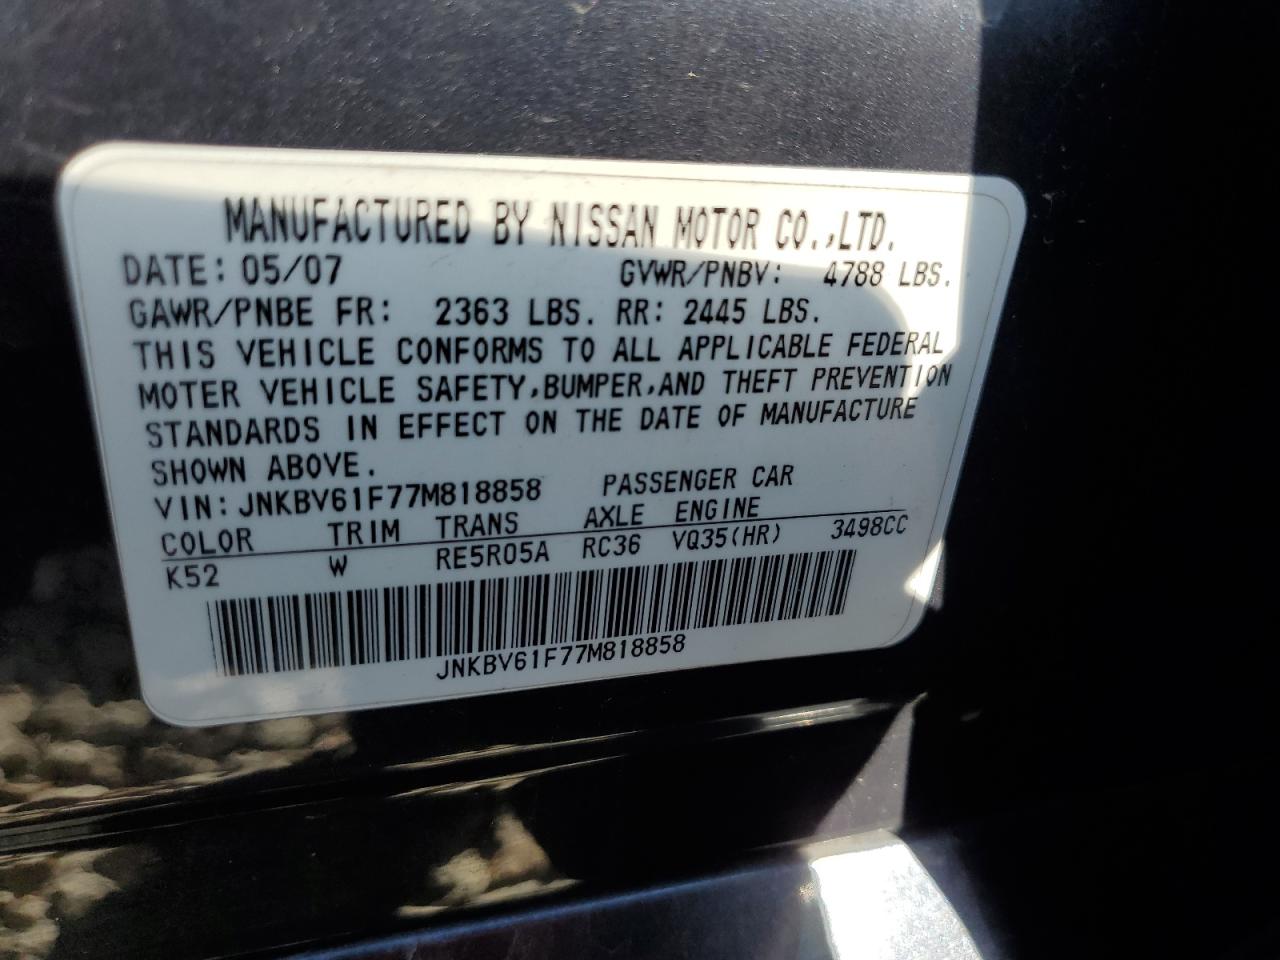 MANUFACTURED BY NISSAN MOTOR CO.,LTD.
DATE: 05/07 GVWR/PNBV: 4788 LBS.
GAWR/PNBE FR: 2363 LBS. RR: 2445 LBS.
THIS VEHICLE CONFORMS TO ALL APPLICABLE FEDERAL
MOTER VEHICLE SAFETY,BUMPER,AND THEFT PREVENTION
STANDARDS IN EFFECT ON THE DATE OF MANUFACTURE
SHOWN ABOVE.
VIN:JNKBV61F77M818858 PASSENGER CAR
COLOR TRIM TRANS AXLE ENGINE
K52 W RE5R05A RC36 VQ35(HR) 3498CC
JNKBV61F77M818858